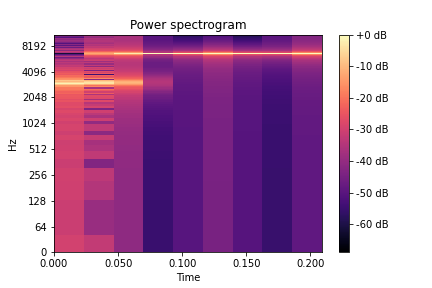 Power spectrogram
8192
4096
2048
1024
512
256
128
64
0
Hz
0.000 0.050 0.100 0.150 0.200
Time
+0 dB
-10 dB
-20 dB
-30 dB
-40 dB
-50 dB
-60 dB